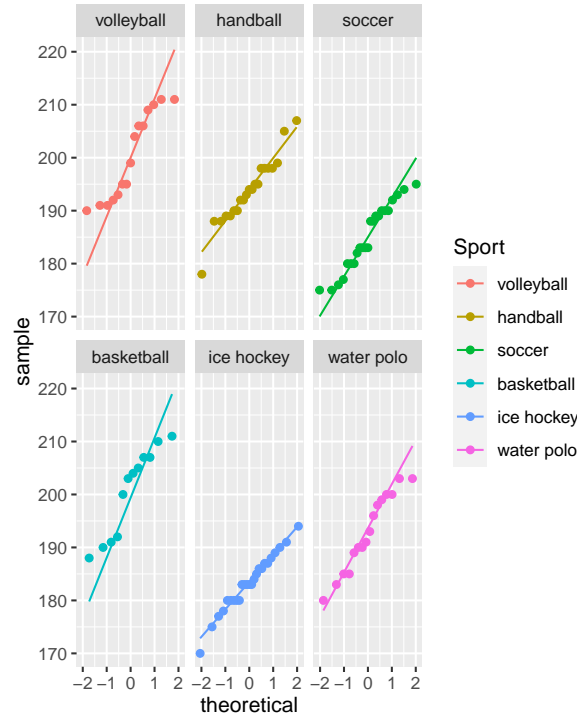 volleyball handball soccer
220
210
200
190
180
170
basketball ice hockey water polo
220
210
200
190
180
170
−2 −1 0 1 2 −2 −1 0 1 2 −2 −1 0 1 2
theoretical
sample
Sport
volleyball
handball
soccer
basketball
ice hockey
water polo